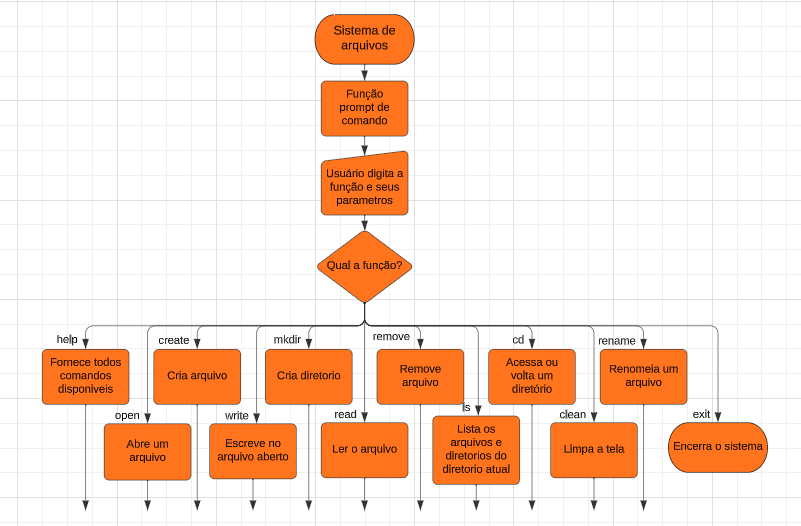 Sistema de
arquivos
Função
prompt de
comando
Usuário digita a
função e seus
parametros
Qual a função?
help
create
mkdir
remove
cd
rename
Fornece todos
comandos
disponiveis
Cria arquivo
Cria diretorio
Remove
arquivo
Acessa ou
volta um
diretório
Renomeia um
arquivo
open
write
read
ls
clean
exit
Abre um
arquivo
Escreve no
arquivo aberto
Ler o arquivo
Lista os
arquivos e
diretorios do
diretorio atual
Limpa a tela
Encerra o sistema